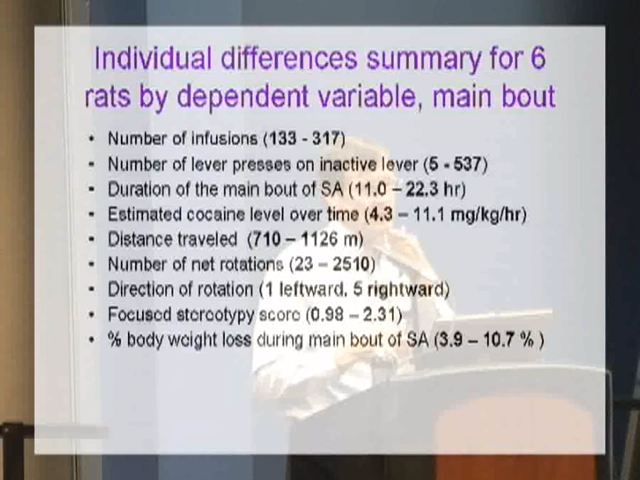 Individual differences summary for 6
rats by dependent variable, main bout
• Number of infusions (133 - 317)
• Number of lever presses on inactive lever (5 - 537)
• Duration of the main bout of SA (11.0 – 22.3 hr)
• Estimated cocaine level over time (4.3 – 11.1 mg/kg/hr)
• Distance traveled (710 – 1126 m)
• Number of net rotations (23 – 2510)
• Direction of rotation (1 leftward, 5 rightward)
• Focused stereotypy score (0.98 – 2.31)
• % body weight loss during main bout of SA (3.9 – 10.7 % )